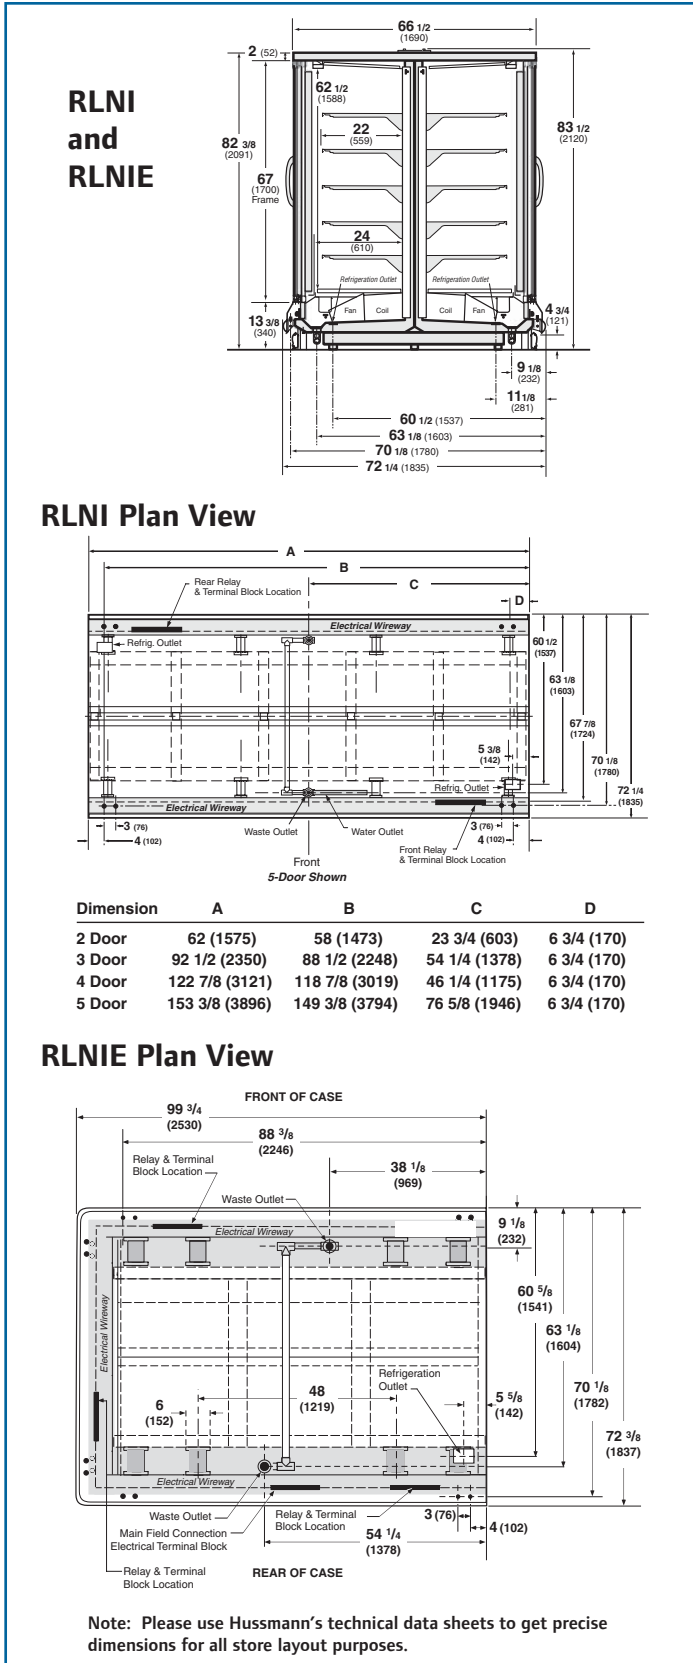 RLNI
and
RLNIE
66 1/2
(1690)
2 (52)
62 1/2
(1588)
22
(559)
82 3/8
(2091)
83 1/2
(2120)
67
(1700)
Frame
24
(610)
Refrigeration Outlet
Refrigeration Outlet
Fan
Coil
Coil
Fan
13 3/8
(340)
4 3/4
(121)
9 1/8
(232)
11 1/8
(281)
60 1/2 (1537)
63 1/8 (1603)
70 1/8 (1780)
72 1/4 (1835)
RLNI Plan View
A
B
C
D
Rear Relay
& Terminal Block Location
Electrical Wireway
Refrig. Outlet
60 1/2
(1537)
63 1/8
(1603)
67 7/8
(1724)
70 1/8
(1780)
72 1/4
(1835)
5 3/8
(142)
Refrig. Outlet
Electrical Wireway
3 (76)
4 (102)
Waste Outlet
Water Outlet
3 (76)
4 (102)
Front Relay
& Terminal Block Location
Front
5-Door Shown
Dimension A B C D
2 Door 62 (1575) 58 (1473) 23 3/4 (603) 6 3/4 (170)
3 Door 92 1/2 (2350) 88 1/2 (2248) 54 1/4 (1378) 6 3/4 (170)
4 Door 122 7/8 (3121) 118 7/8 (3019) 46 1/4 (1175) 6 3/4 (170)
5 Door 153 3/8 (3896) 149 3/8 (3794) 76 5/8 (1946) 6 3/4 (170)
RLNIE Plan View
FRONT OF CASE
99 3/4
(2530)
88 3/8
(2246)
Relay & Terminal
Block Location
38 1/8
(969)
Waste Outlet
Electrical Wireway
9 1/8
(232)
60 5/8
(1541)
63 1/8
(1604)
Electrical Wireway
Refrigeration
Outlet
70 1/8
(1782)
6
(152)
48
(1219)
5 5/8
(142)
72 3/8
(1837)
Electrical Wireway
Waste Outlet
Main Field Connection
Electrical Terminal Block
Relay & Terminal
Block Location
3 (76)
4 (102)
54 1/4
(1378)
Relay & Terminal
Block Location
REAR OF CASE
Note: Please use Hussmann's technical data sheets to get precise
dimensions for all store layout purposes.